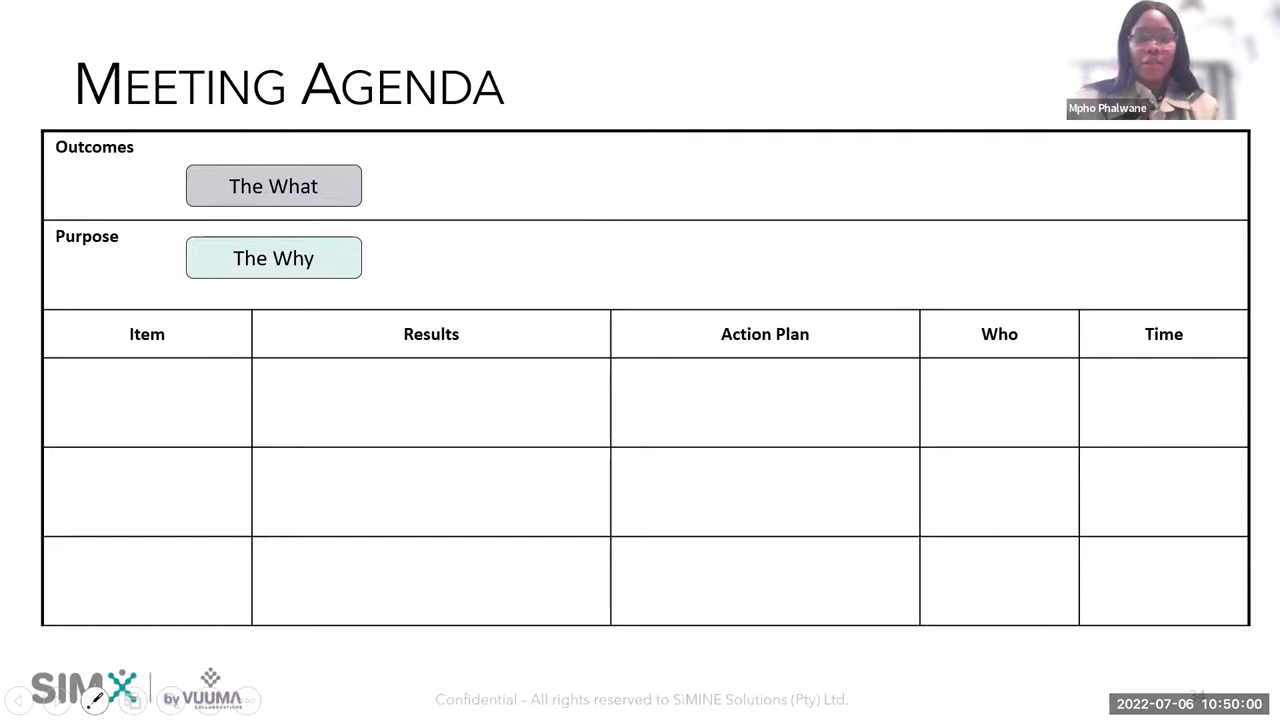 MEETING AGENDA
Mpho Phalwane
Outcomes
The What
Purpose
The Why
Item Results Action Plan Who Time
SIMX by VUUMA
COLLABORATIONS
Confidential - All rights reserved to SiMINE Solutions (Pty) Ltd.
2022-07-06 10:50:00